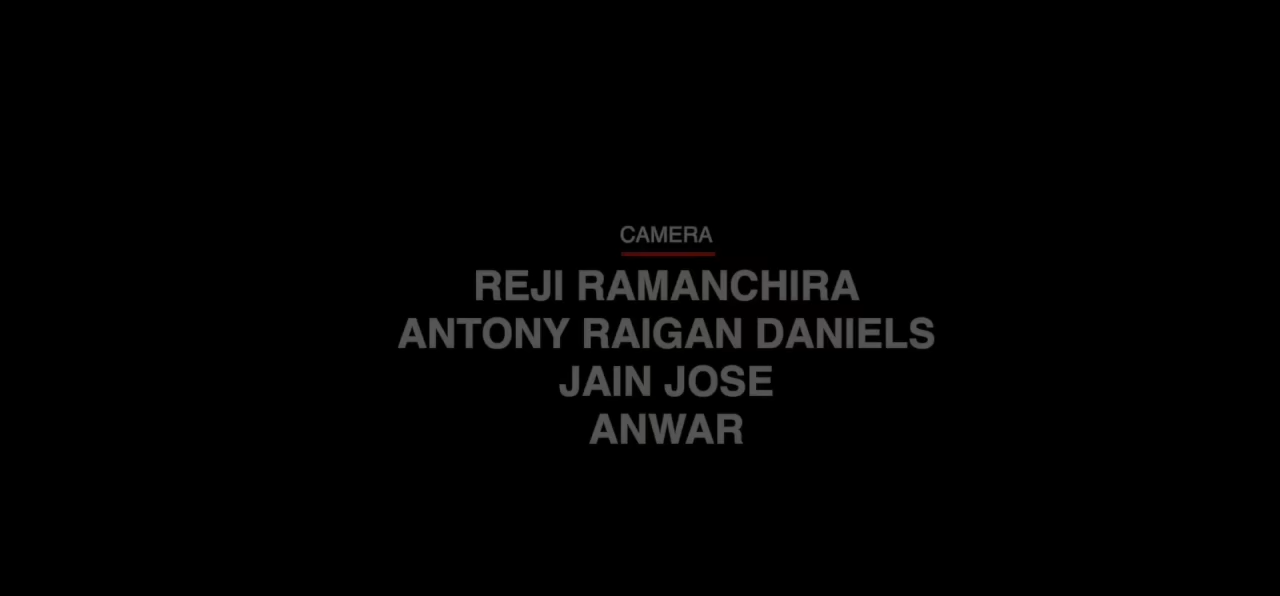 CAMERA
REJI RAMANCHIRA
ANTONY RAIGAN DANIELS
JAIN JOSE
ANWAR